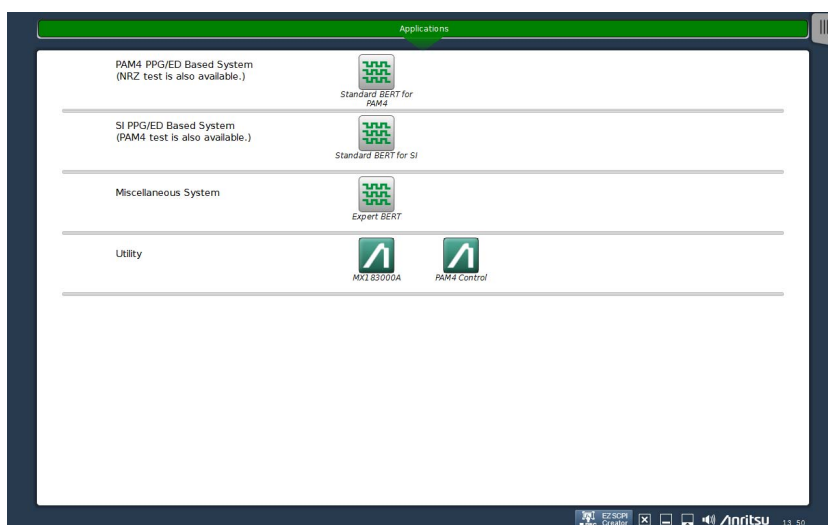 Applications
PAM4 PPG/ED Based System
(NRZ test is also available.)
Standard BERT for
PAM4
SI PPG/ED Based System
(PAM4 test is also available.)
Standard BERT for SI
Miscellaneous System
Expert BERT
Utility
MX183000A
PAM4 Control
EZSCPI
Creator
Anritsu
13 50